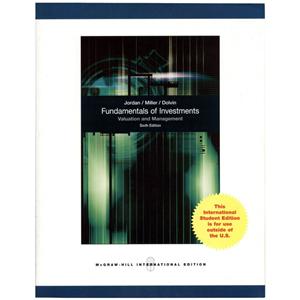 Jordan / Miller / Dolvin
Fundamentals of Investments
Valuation and Management
Sixth Edition
This
International
Student Edition
is for use
outside of
the U.S.
McGRAW-HILL INTERNATIONAL EDITION